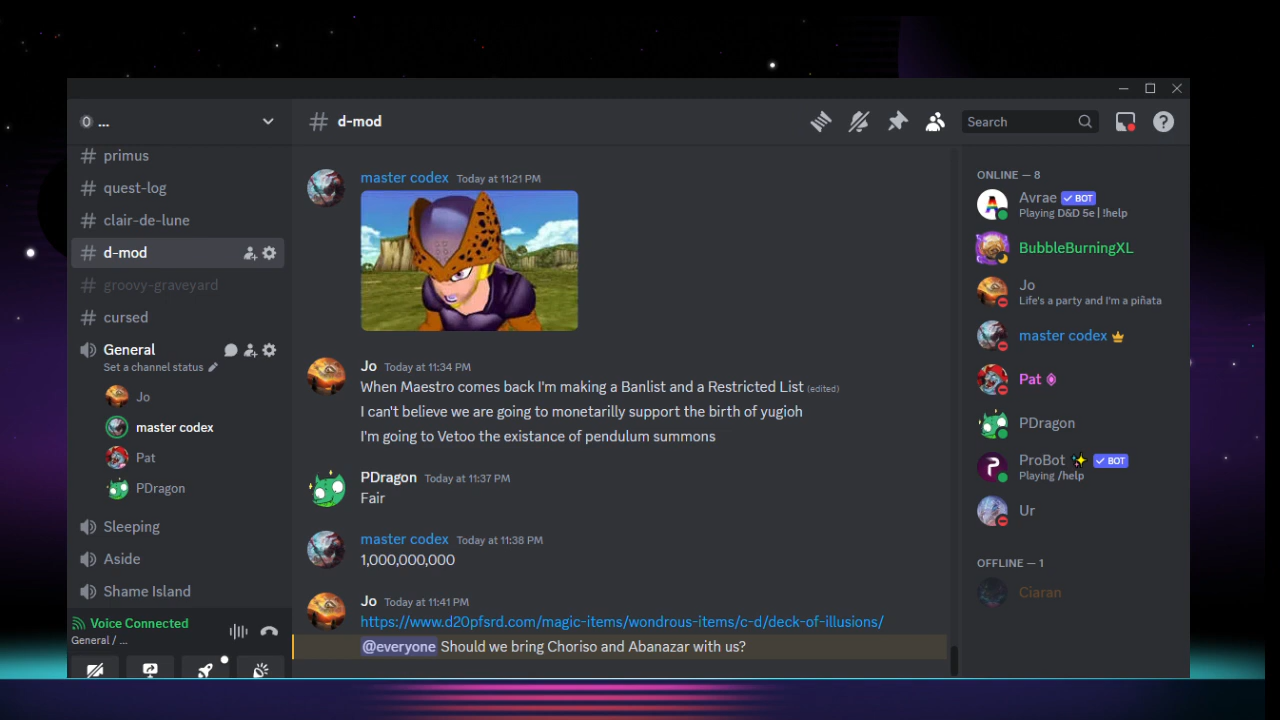 ...
d-mod
Search
primus
quest-log
clair-de-lune
d-mod
groovy-graveyard
cursed
General
Set a channel status
Jo
master codex
Pat
PDragon
Sleeping
Aside
Shame Island
Voice Connected
General / ...
master codex Today at 11:21 PM
Jo Today at 11:34 PM
When Maestro comes back I'm making a Banlist and a Restricted List (edited)
I can't believe we are going to monetarilly support the birth of yugioh
I'm going to Vetoo the existance of pendulum summons
PDragon Today at 11:37 PM
Fair
master codex Today at 11:38 PM
1,000,000,000
Jo Today at 11:41 PM
https://www.d20pfsrd.com/magic-items/wondrous-items/c-d/deck-of-illusions/
@everyone Should we bring Choriso and Abanazar with us?
ONLINE — 8
Avrae BOT
Playing D&D 5e | !help
BubbleBurningXL
Jo
Life's a party and I'm a piñata
master codex
Pat
PDragon
ProBot BOT
Playing /help
Ur
OFFLINE — 1
Ciaran